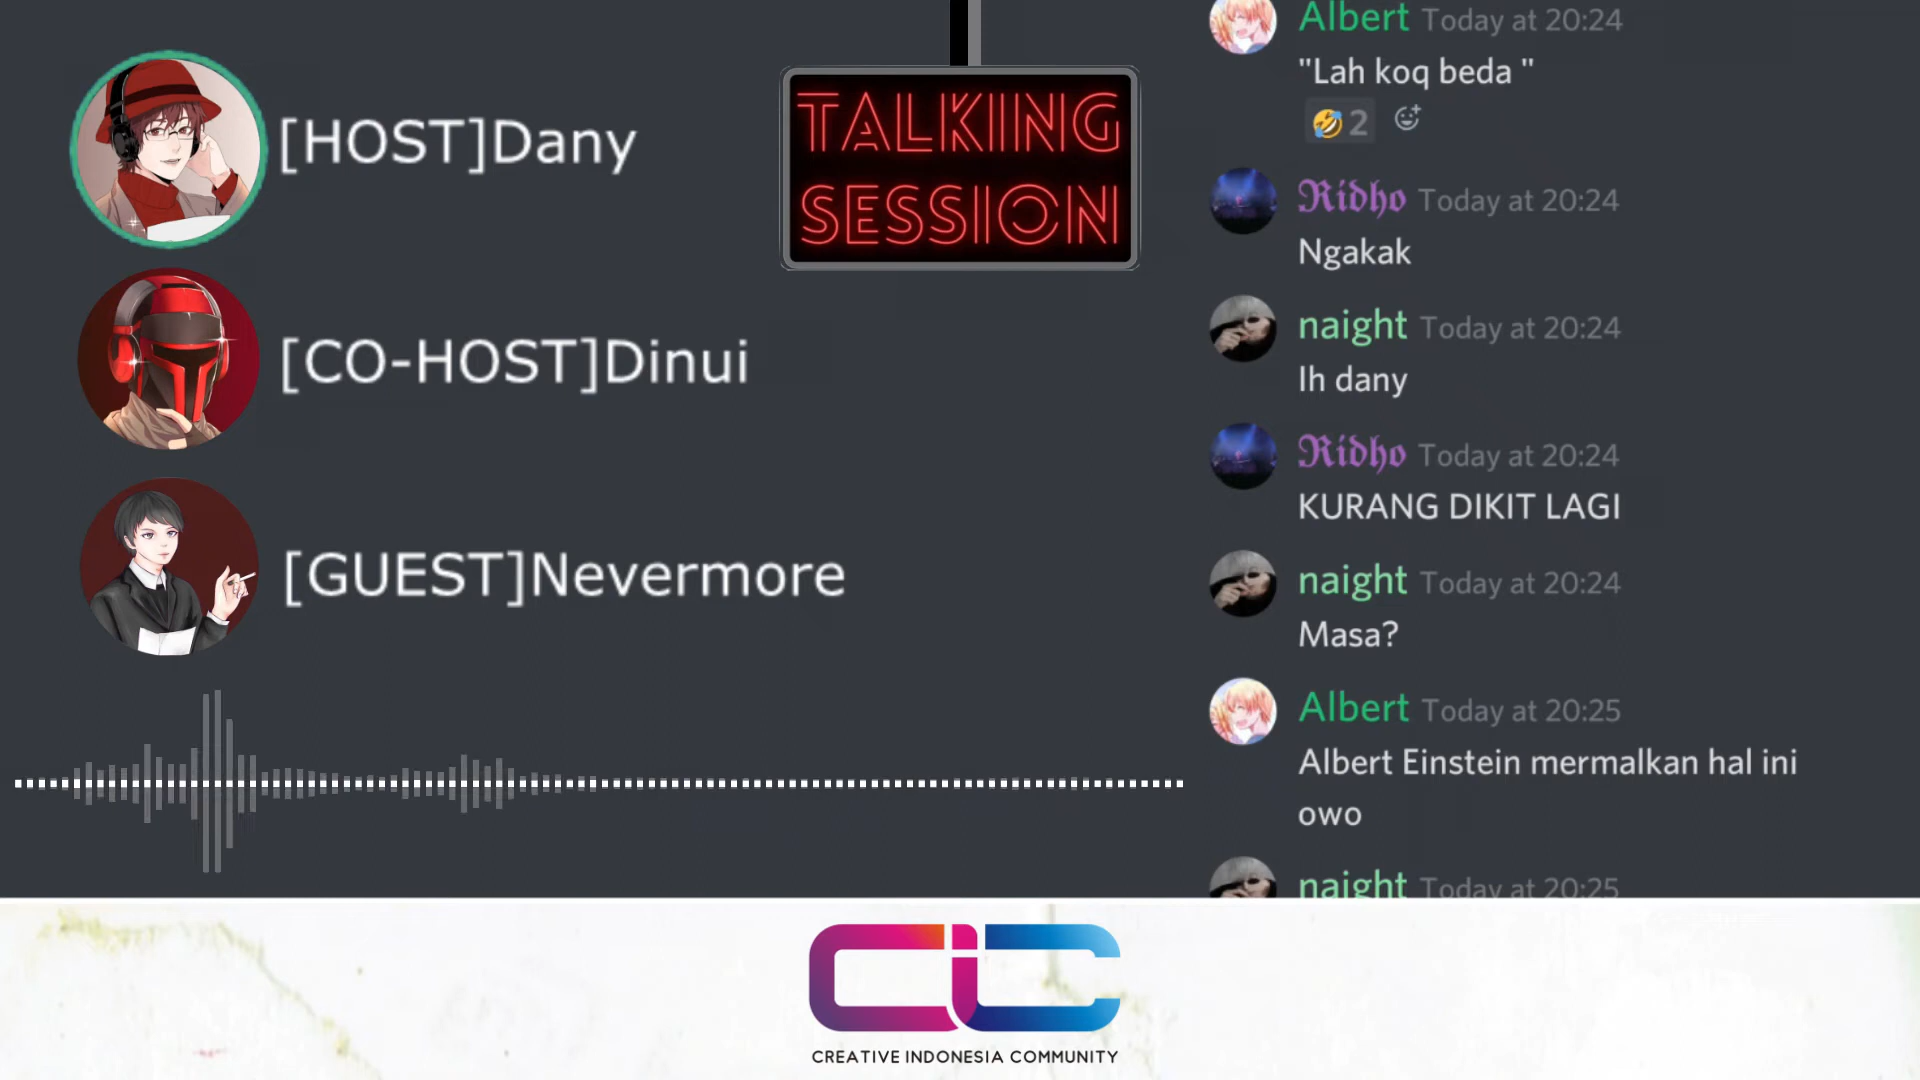 [HOST]Dany
[CO-HOST]Dinui
[GUEST]Nevermore
TALKING
SESSION
Albert Today at 20:24
"Lah koq beda "
2
Ridho Today at 20:24
Ngakak
naight Today at 20:24
Ih dany
Ridho Today at 20:24
KURANG DIKIT LAGI
naight Today at 20:24
Masa?
Albert Today at 20:25
Albert Einstein mermalkan hal ini
owo
naight Today at 20:25
CIC
CREATIVE INDONESIA COMMUNITY